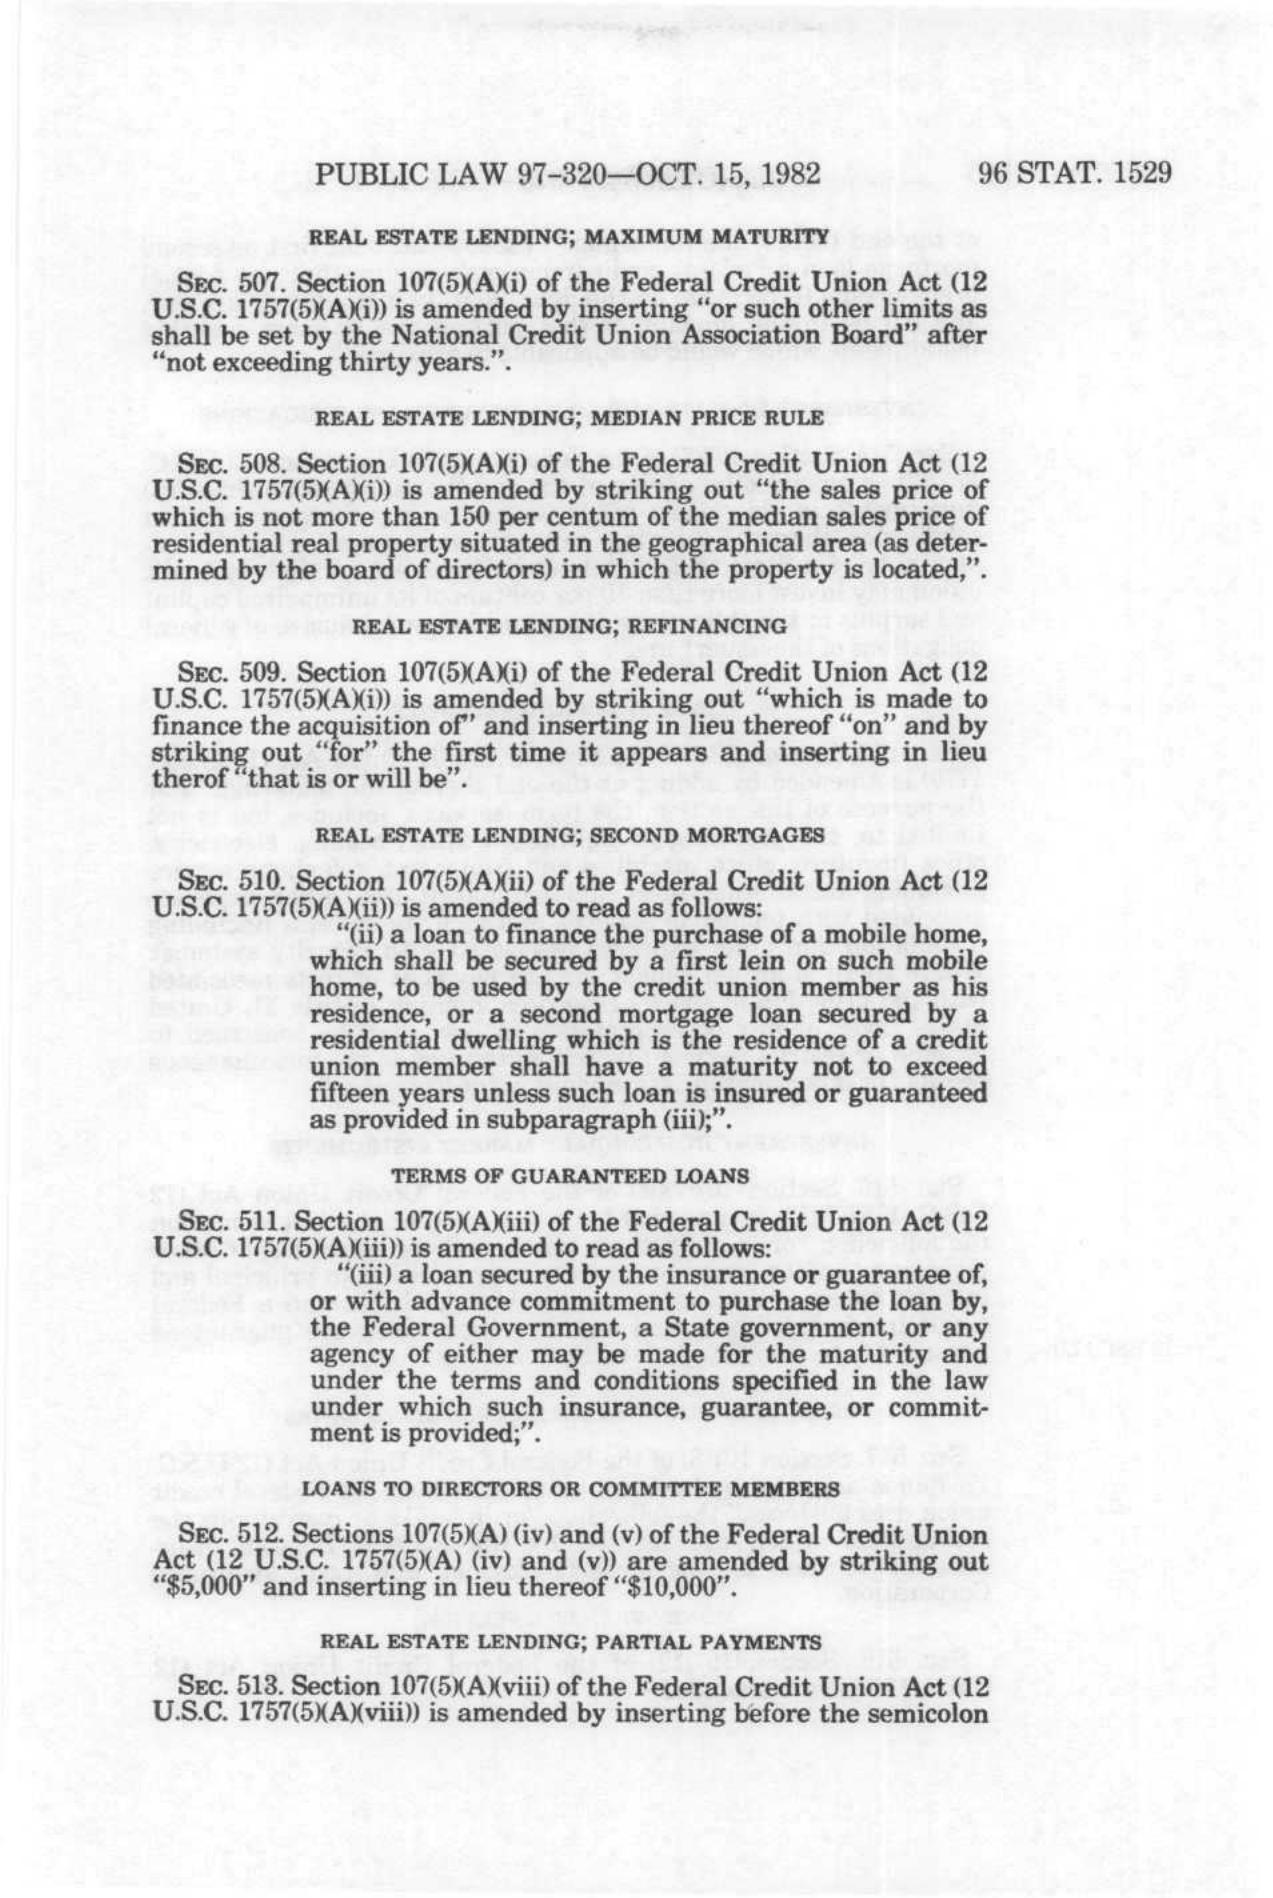 PUBLIC LAW 97-320—OCT. 15, 1982 96 STAT. 1529
REAL ESTATE LENDING; MAXIMUM MATURITY
SEC. 507. Section 107(5)(A)(i) of the Federal Credit Union Act (12
U.S.C. 1757(5)(A)(i)) is amended by inserting "or such other limits as
shall be set by the National Credit Union Association Board" after
"not exceeding thirty years.".
REAL ESTATE LENDING; MEDIAN PRICE RULE
SEC. 508. Section 107(5)(A)(i) of the Federal Credit Union Act (12
U.S.C. 1757(5)(A)(i)) is amended by striking out "the sales price of
which is not more than 150 per centum of the median sales price of
residential real property situated in the geographical area (as deter-
mined by the board of directors) in which the property is located,".
REAL ESTATE LENDING; REFINANCING
SEC. 509. Section 107(5)(A)(i) of the Federal Credit Union Act (12
U.S.C. 1757(5)(A)(i)) is amended by striking out "which is made to
finance the acquisition of" and inserting in lieu thereof "on" and by
striking out "for" the first time it appears and inserting in lieu
therof "that is or will be".
REAL ESTATE LENDING; SECOND MORTGAGES
SEC. 510. Section 107(5)(A)(ii) of the Federal Credit Union Act (12
U.S.C. 1757(5)(A)(ii)) is amended to read as follows:
"(ii) a loan to finance the purchase of a mobile home,
which shall be secured by a first lein on such mobile
home, to be used by the credit union member as his
residence, or a second mortgage loan secured by a
residential dwelling which is the residence of a credit
union member shall have a maturity not to exceed
fifteen years unless such loan is insured or guaranteed
as provided in subparagraph (iii);".
TERMS OF GUARANTEED LOANS
SEC. 511. Section 107(5)(A)(iii) of the Federal Credit Union Act (12
U.S.C. 1757(5)(A)(iii)) is amended to read as follows:
"(iii) a loan secured by the insurance or guarantee of,
or with advance commitment to purchase the loan by,
the Federal Government, a State government, or any
agency of either may be made for the maturity and
under the terms and conditions specified in the law
under which such insurance, guarantee, or commit-
ment is provided;".
LOANS TO DIRECTORS OR COMMITTEE MEMBERS
SEC. 512. Sections 107(5)(A) (iv) and (v) of the Federal Credit Union
Act (12 U.S.C. 1757(5)(A) (iv) and (v)) are amended by striking out
"$5,000" and inserting in lieu thereof "$10,000".
REAL ESTATE LENDING; PARTIAL PAYMENTS
SEC. 513. Section 107(5)(A)(viii) of the Federal Credit Union Act (12
U.S.C. 1757(5)(A)(viii)) is amended by inserting before the semicolon